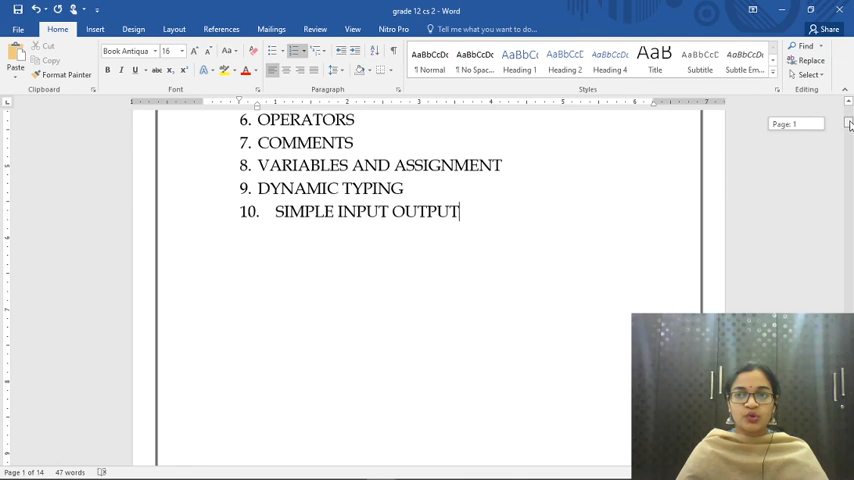 grade 12 cs 2 - Word
File Home Insert Design Layout References Mailings Review View Nitro Pro Tell me what you want to do... Share
Paste Cut Copy Format Painter
Book Antiqua 16
AaBbCcDc AaBbCcDc AaBbCc AaBbCcD AaBbCcD AaB AaBbCcD AaBbCcDc
¶ Normal ¶ No Spac... Heading 1 Heading 2 Heading 4 Title Subtitle Subtle Em...
Find Replace Select
Clipboard Font Paragraph Styles Editing
Page: 1
6. OPERATORS
7. COMMENTS
8. VARIABLES AND ASSIGNMENT
9. DYNAMIC TYPING
10. SIMPLE INPUT OUTPUT
Page 1 of 14 47 words